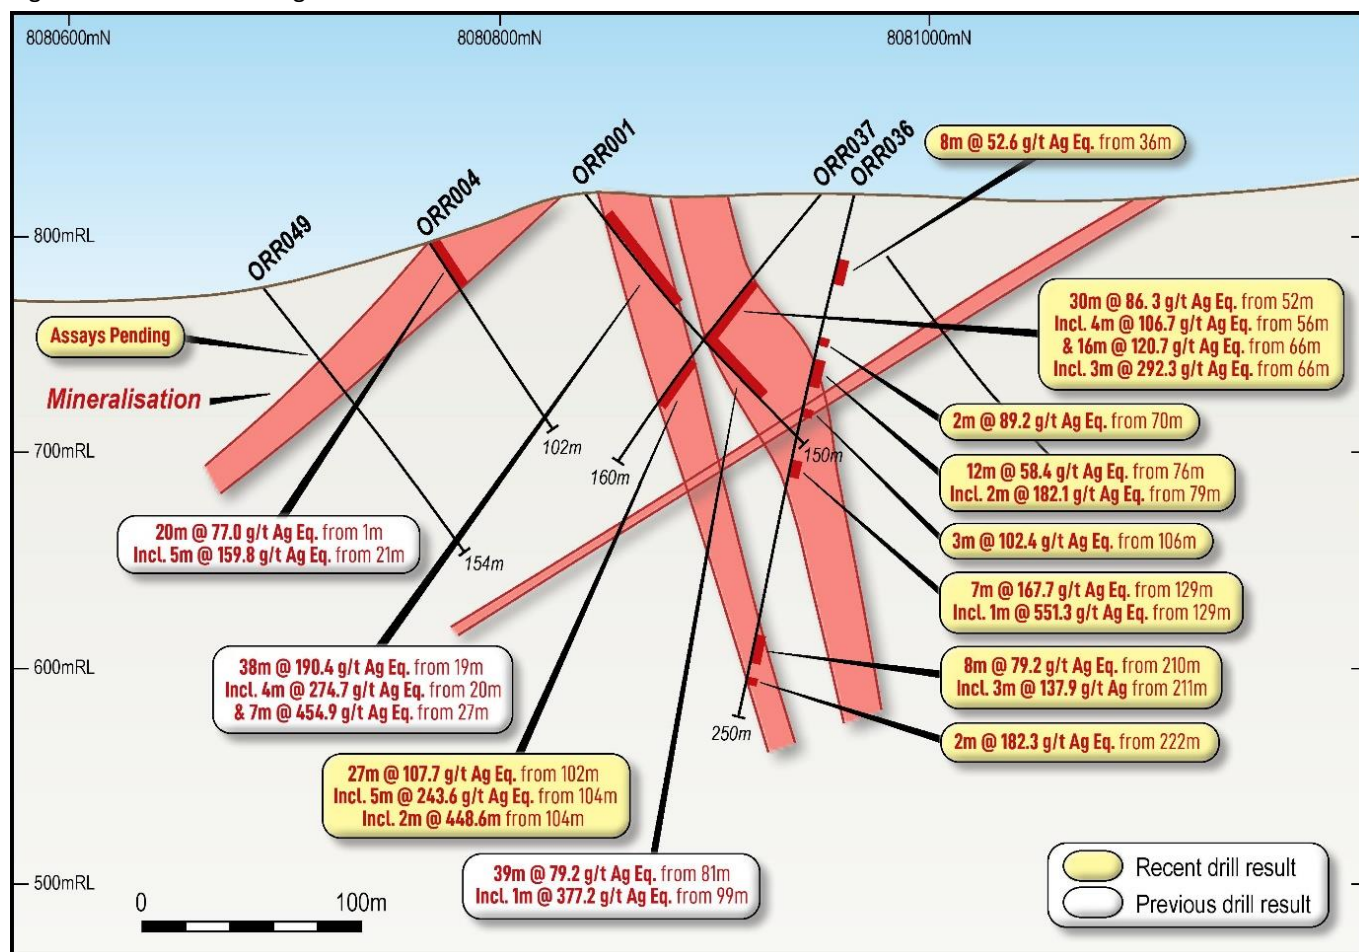 8080600mN
8080800mN
8081000mN
ORR049
ORR004
ORR001
ORR037
ORR036
8m @ 52.6 g/t Ag Eq. from 36m
800mRL
Assays Pending
Mineralisation
30m @ 86.3 g/t Ag Eq. from 52m
Incl. 4m @ 106.7 g/t Ag Eq. from 56m
& 16m @ 120.7 g/t Ag Eq. from 66m
Incl. 3m @ 292.3 g/t Ag Eq. from 66m
2m @ 89.2 g/t Ag Eq. from 70m
700mRL
102m
160m
150m
12m @ 58.4 g/t Ag Eq. from 76m
Incl. 2m @ 182.1 g/t Ag Eq. from 79m
20m @ 77.0 g/t Ag Eq. from 1m
Incl. 5m @ 159.8 g/t Ag Eq. from 21m
154m
3m @ 102.4 g/t Ag Eq. from 106m
7m @ 167.7 g/t Ag Eq. from 129m
Incl. 1m @ 551.3 g/t Ag Eq. from 129m
600mRL
38m @ 190.4 g/t Ag Eq. from 19m
Incl. 4m @ 274.7 g/t Ag Eq. from 20m
& 7m @ 454.9 g/t Ag Eq. from 27m
8m @ 79.2 g/t Ag Eq. from 210m
Incl. 3m @ 137.9 g/t Ag from 211m
250m
2m @ 182.3 g/t Ag Eq. from 222m
27m @ 107.7 g/t Ag Eq. from 102m
Incl. 5m @ 243.6 g/t Ag Eq. from 104m
Incl. 2m @ 448.6m from 104m
39m @ 79.2 g/t Ag Eq. from 81m
Incl. 1m @ 377.2 g/t Ag Eq. from 99m
500mRL
0
100m
Recent drill result
Previous drill result